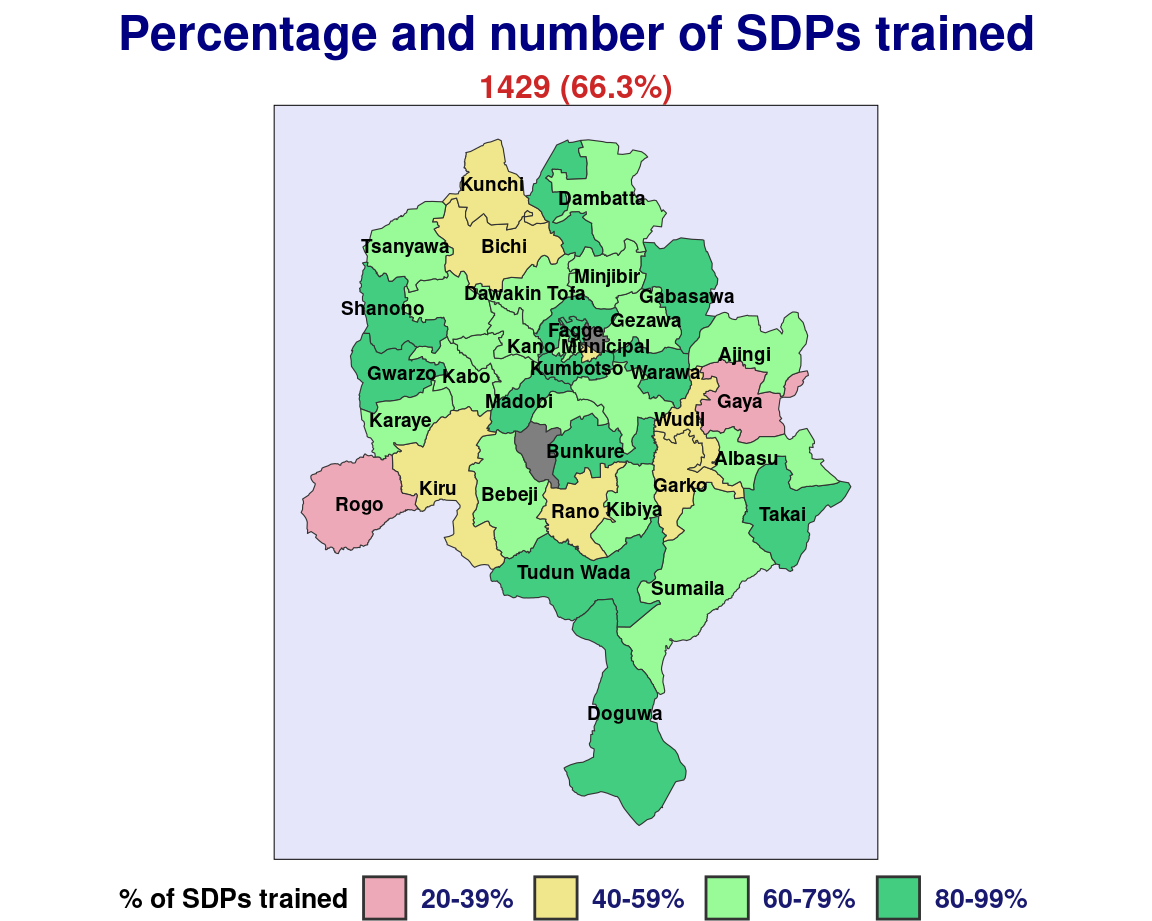 Percentage and number of SDPs trained
1429 (66.3%)
Kunchi
Dambatta
Tsanyawa
Bichi
Minjibir
Dawakin Tofa
Gabasawa
Shanono
Gezawa
Fagge
Kano Municipal
Ajingi
Kumbotso
Gwarzo
Kabo
Warawa
Madobi
Gaya
Karaye
Wudil
Bunkure
Albasu
Kiru
Bebeji
Garko
Rogo
Rano
Kibiya
Takai
Tudun Wada
Sumaila
Doguwa
% of SDPs trained 20-39% 40-59% 60-79% 80-99%